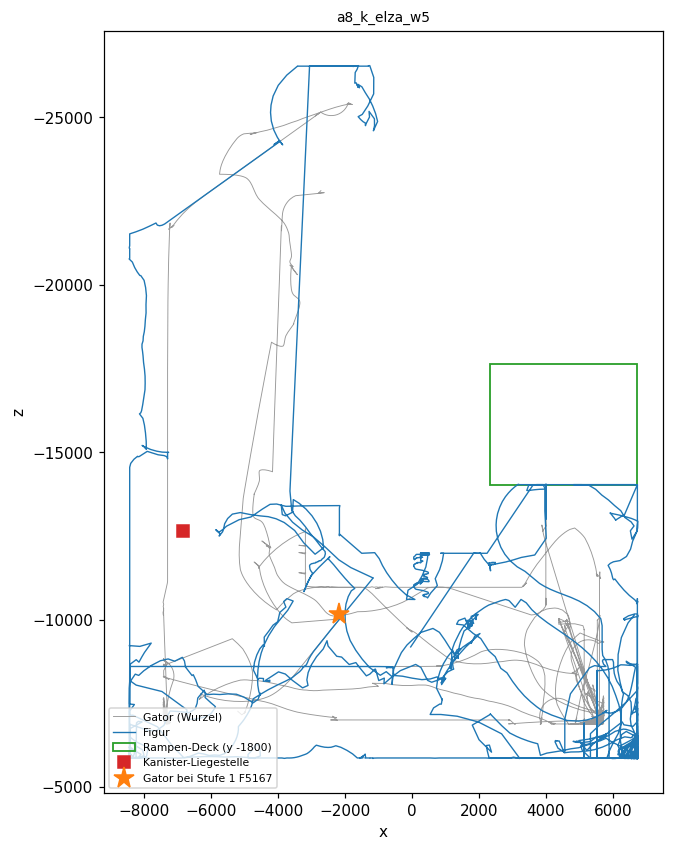 a8_k_elza_w5
−25000
−20000
−15000
−10000
−5000
z
−8000 −6000 −4000 −2000 0 2000 4000 6000
x
Gator (Wurzel)
Figur
Rampen-Deck (y -1800)
Kanister-Liegestelle
Gator bei Stufe 1 F5167